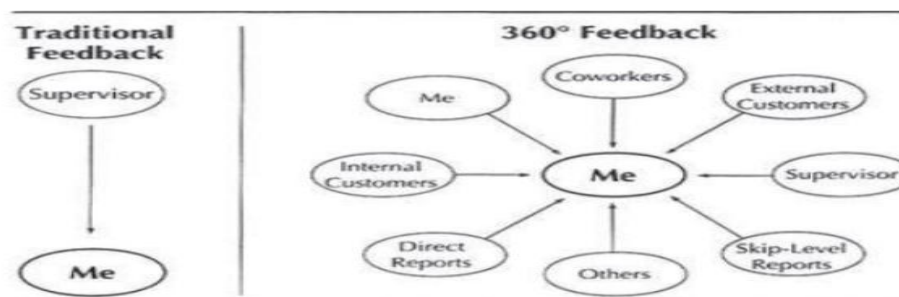 Traditional
Feedback
Supervisor
Me
360° Feedback
Coworkers
Me
External
Customers
Internal
Customers
Me
Supervisor
Direct
Reports
Others
Skip-Level
Reports